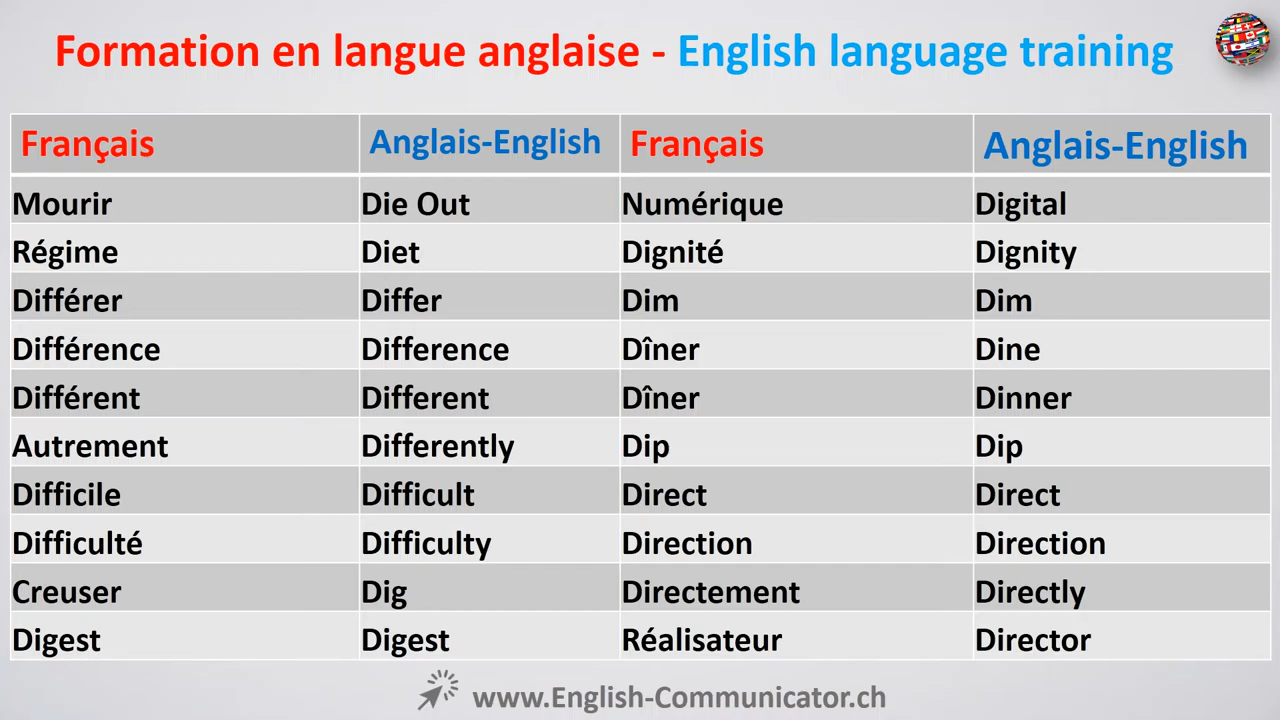 Formation en langue anglaise - English language training
Français Anglais-English Français Anglais-English
Mourir Die Out Numérique Digital
Régime Diet Dignité Dignity
Différer Differ Dim Dim
Différence Difference Dîner Dine
Différent Different Dîner Dinner
Autrement Differently Dip Dip
Difficile Difficult Direct Direct
Difficulté Difficulty Direction Direction
Creuser Dig Directement Directly
Digest Digest Réalisateur Director
www.English-Communicator.ch